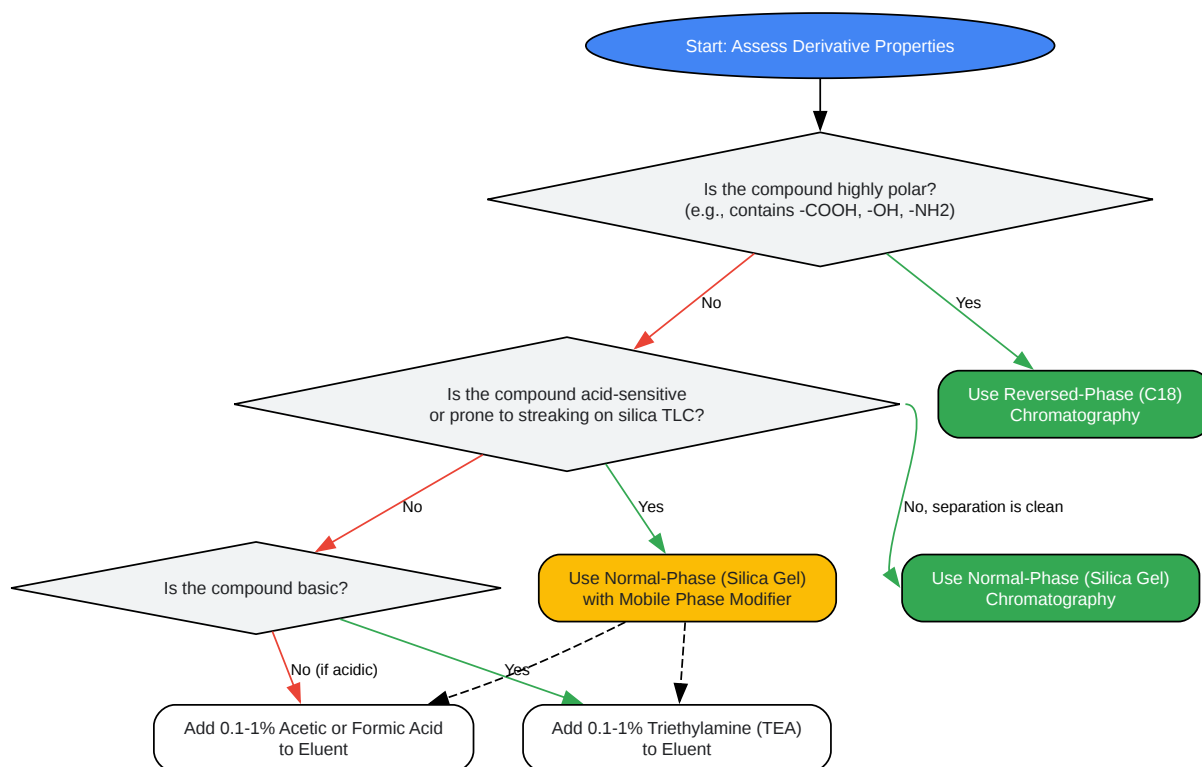 Start: Assess Derivative Properties
Is the compound highly polar?
(e.g., contains -COOH, -OH, -NH2)
No
Yes
Is the compound acid-sensitive
or prone to streaking on silica TLC?
Use Reversed-Phase (C18)
Chromatography
No
Yes
No, separation is clean
Is the compound basic?
Use Normal-Phase (Silica Gel)
with Mobile Phase Modifier
Use Normal-Phase (Silica Gel)
Chromatography
No (if acidic)
Yes
Add 0.1-1% Acetic or Formic Acid
to Eluent
Add 0.1-1% Triethylamine (TEA)
to Eluent